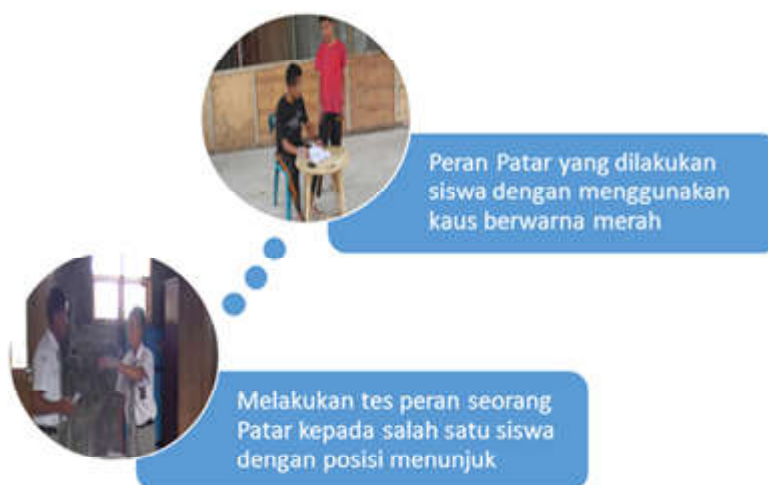 Peran Patar yang dilakukan
siswa dengan menggunakan
kaus berwarna merah
Melakukan tes peran seorang
Patar kepada salah satu siswa
dengan posisi menunjuk